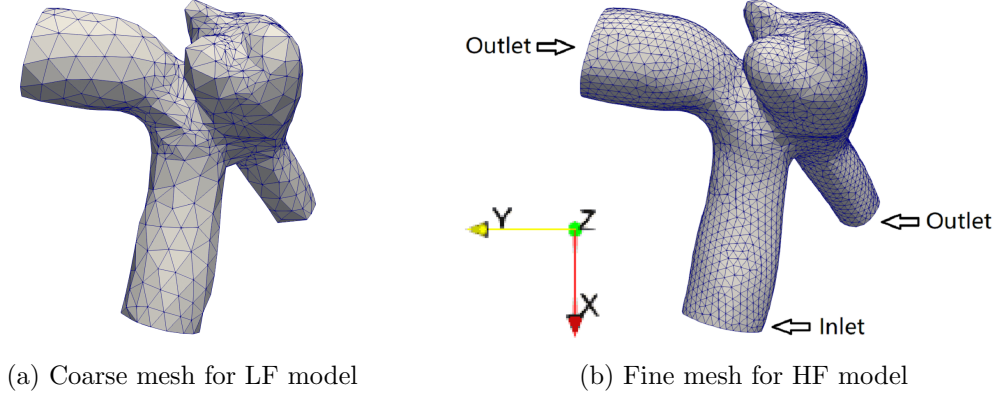 Outlet
Outlet
Y
Z
X
Inlet
(a) Coarse mesh for LF model
(b) Fine mesh for HF model